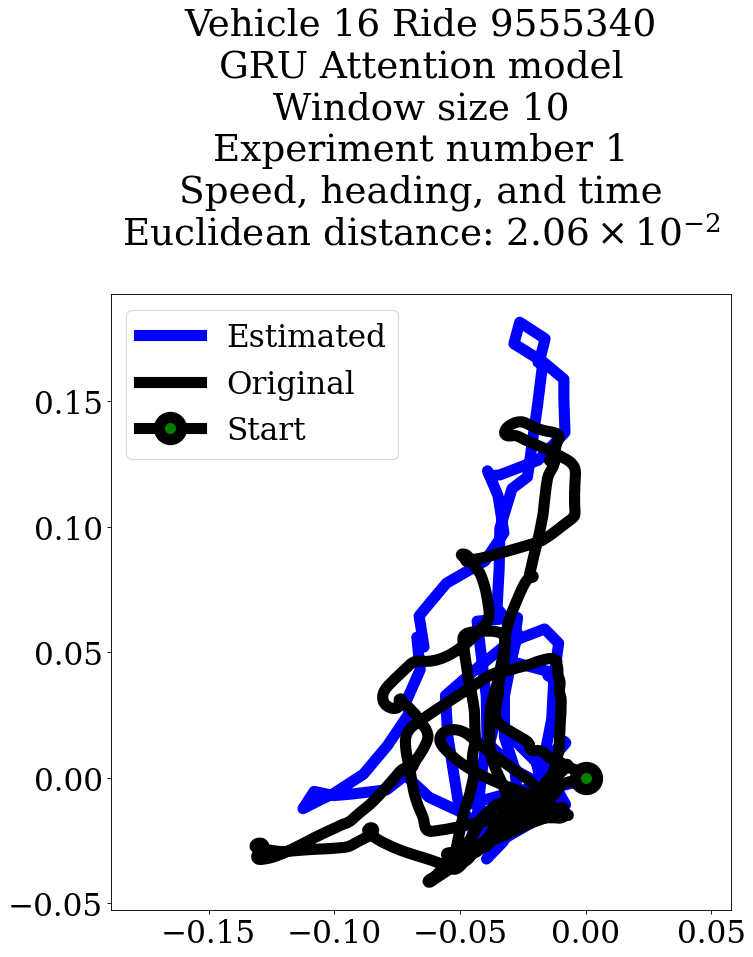 Vehicle 16 Ride 9555340
GRU Attention model
Window size 10
Experiment number 1
Speed, heading, and time
Euclidean distance: 2.06 × 10⁻²
Estimated
Original
Start
0.15
0.10
0.05
0.00
−0.05
−0.15 −0.10 −0.05 0.00 0.05